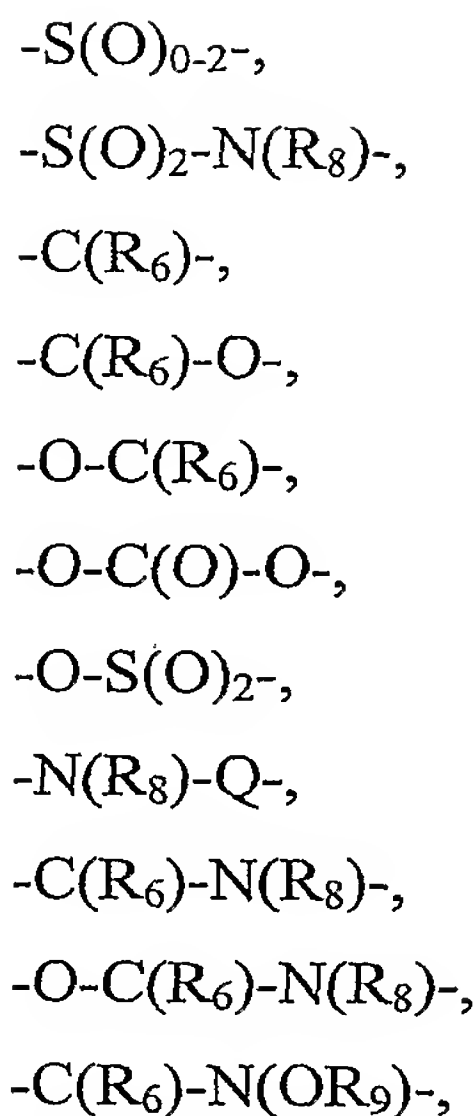 -S(O)₀₋₂-,
-S(O)₂-N(R₈)-,
-C(R₆)-,
-C(R₆)-O-,
-O-C(R₆)-,
-O-C(O)-O-,
-O-S(O)₂-,
-N(R₈)-Q-,
-C(R₆)-N(R₈)-,
-O-C(R₆)-N(R₈)-,
-C(R₆)-N(OR₉)-,